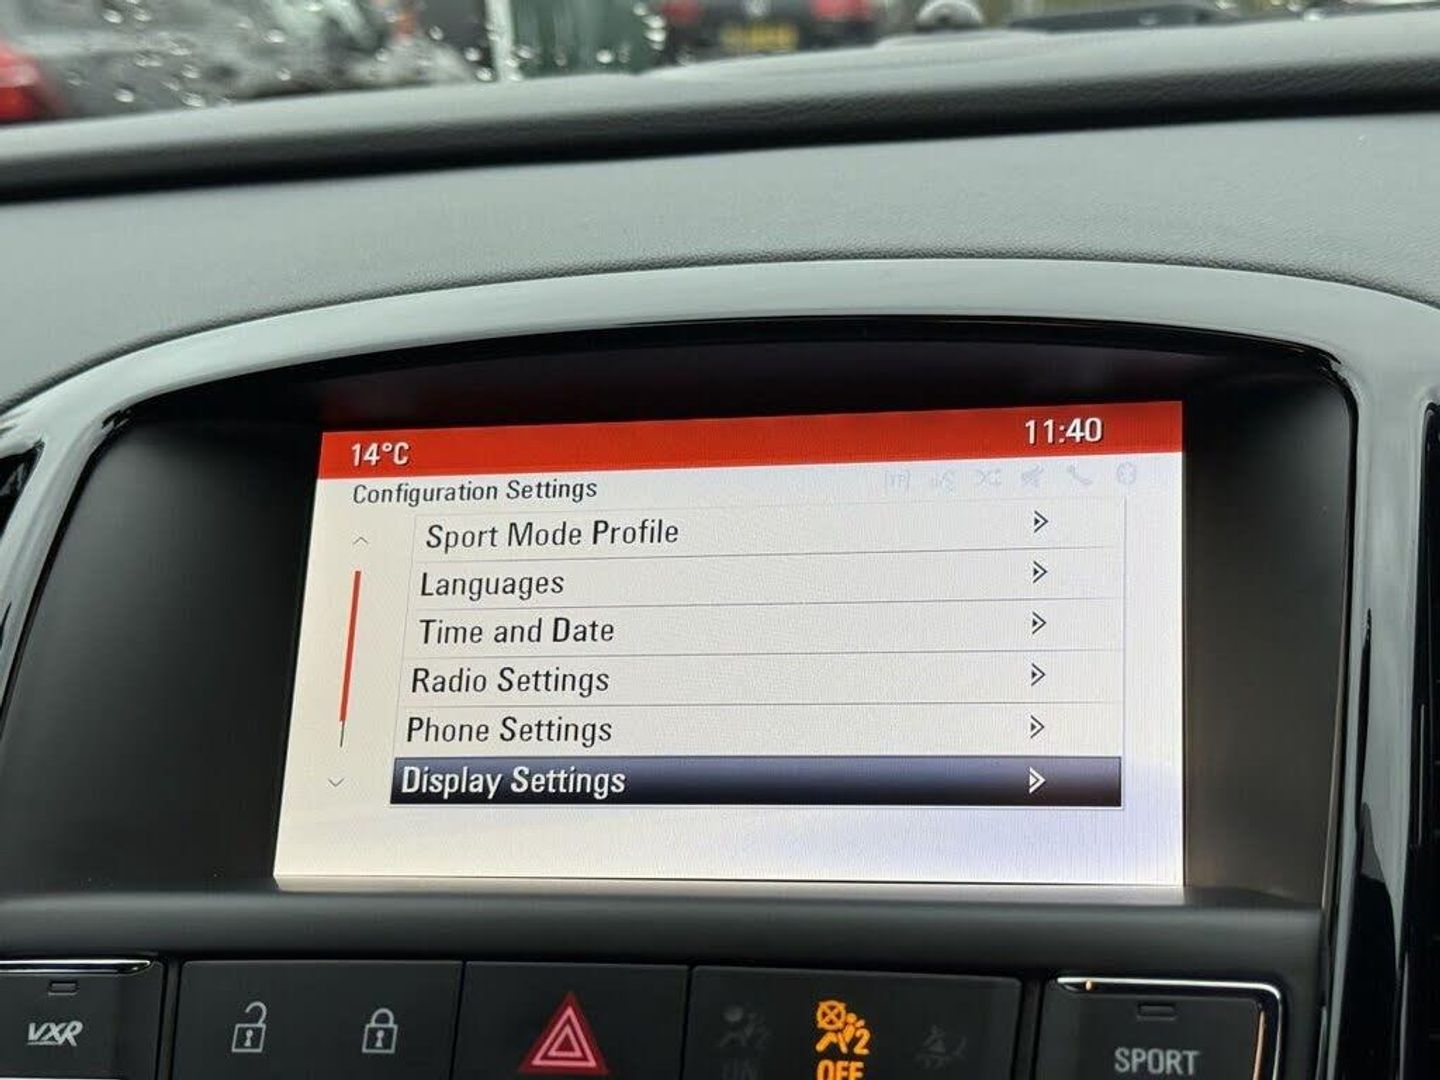 14°C
11:40
Configuration Settings
Sport Mode Profile
Languages
Time and Date
Radio Settings
Phone Settings
Display Settings
VXR
2
OFF
SPORT